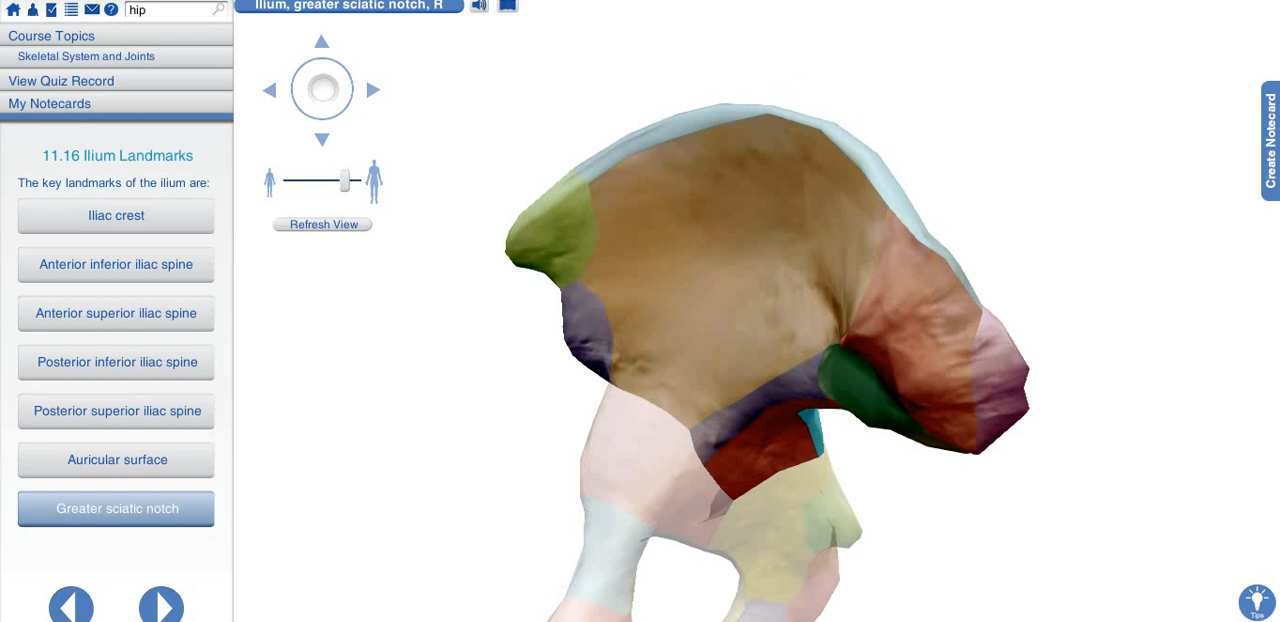 hip
Ilium, greater sciatic notch, R
Course Topics
Skeletal System and Joints
View Quiz Record
My Notecards
11.16 Ilium Landmarks
The key landmarks of the ilium are:
Iliac crest
Anterior inferior iliac spine
Anterior superior iliac spine
Posterior inferior iliac spine
Posterior superior iliac spine
Auricular surface
Greater sciatic notch
Refresh View
Create Notecard
Tips